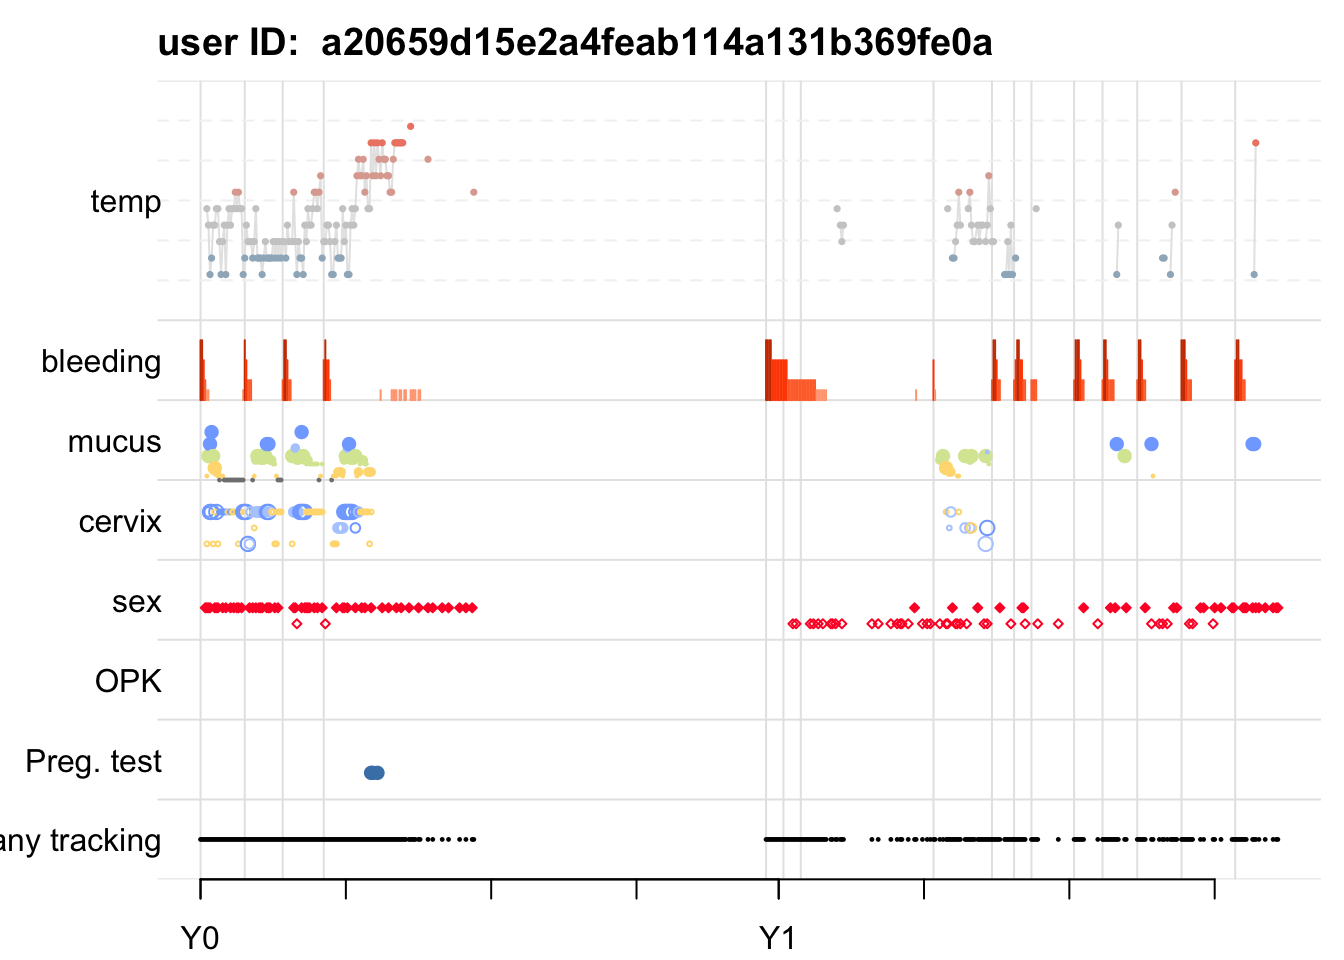 user ID:  a20659d15e2a4feab114a131b369fe0a
temp
bleeding
mucus
cervix
sex
OPK
Preg. test
any tracking
Y0 Y1